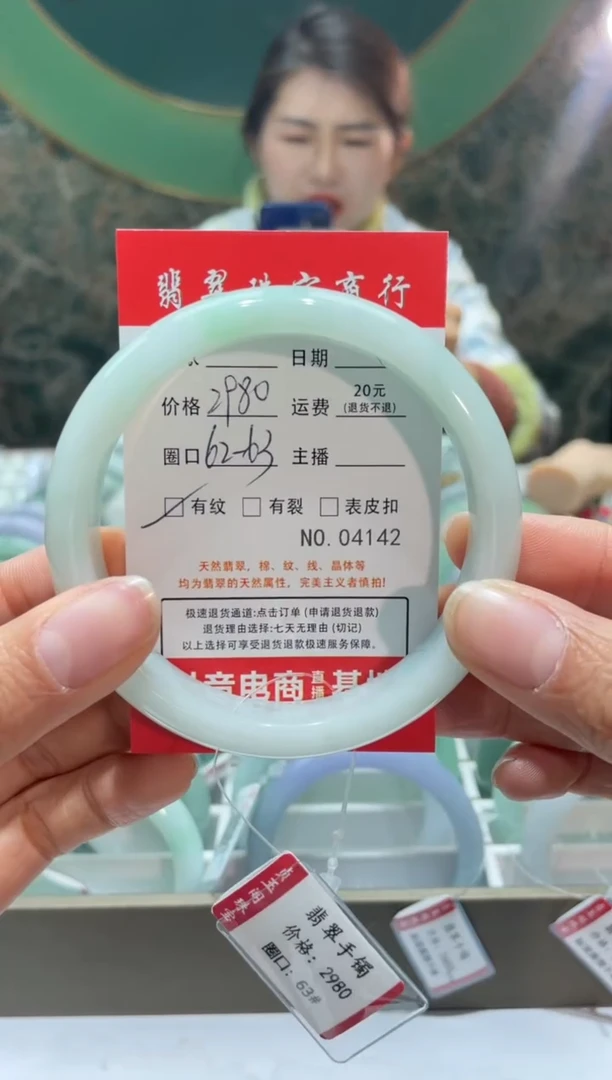 翡翠珠宝商行
日期
价格 2980 运费 20元
(退货不退)
圈口 62-63 主播
有纹 有裂 表皮扣
NO.04142
天然翡翠，棉、纹、线、晶体等
均为翡翠的天然属性，完美主义者慎拍!
极速退货通道:点击订单(申请退货退款)
退货理由选择:七天无理由(切记)
以上选择可享受退货退款极速服务保障。
电商直播基
翡翠手镯
价格：2980
圈口：63#